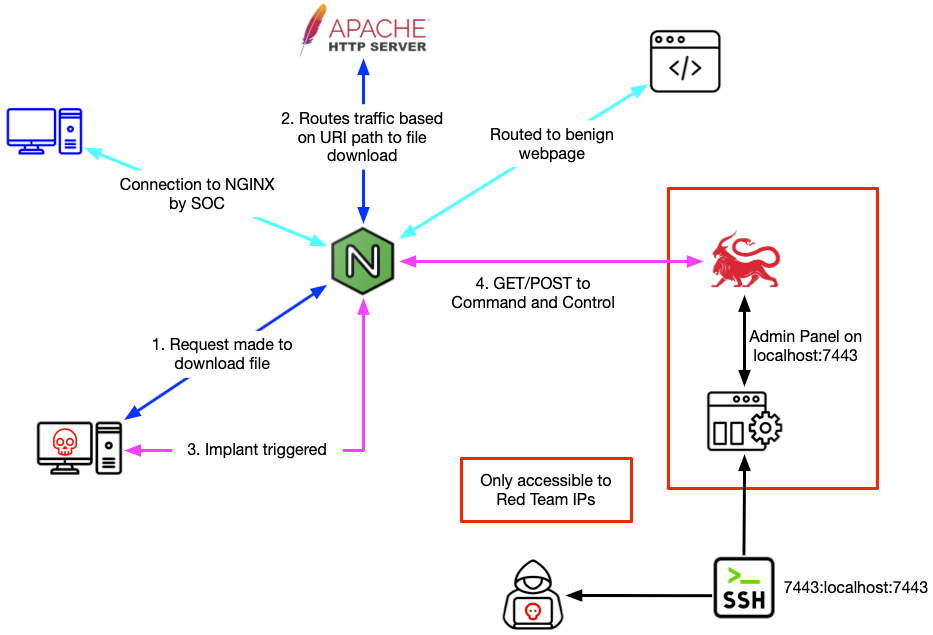 APACHE
HTTP SERVER
</>
2. Routes traffic based
on URI path to file
download
Routed to benign
webpage
Connection to NGINX
by SOC
N
4. GET/POST to
Command and Control
1. Request made to
download file
Admin Panel on
localhost:7443
3. Implant triggered
Only accessible to
Red Team IPs
>_
SSH
7443:localhost:7443